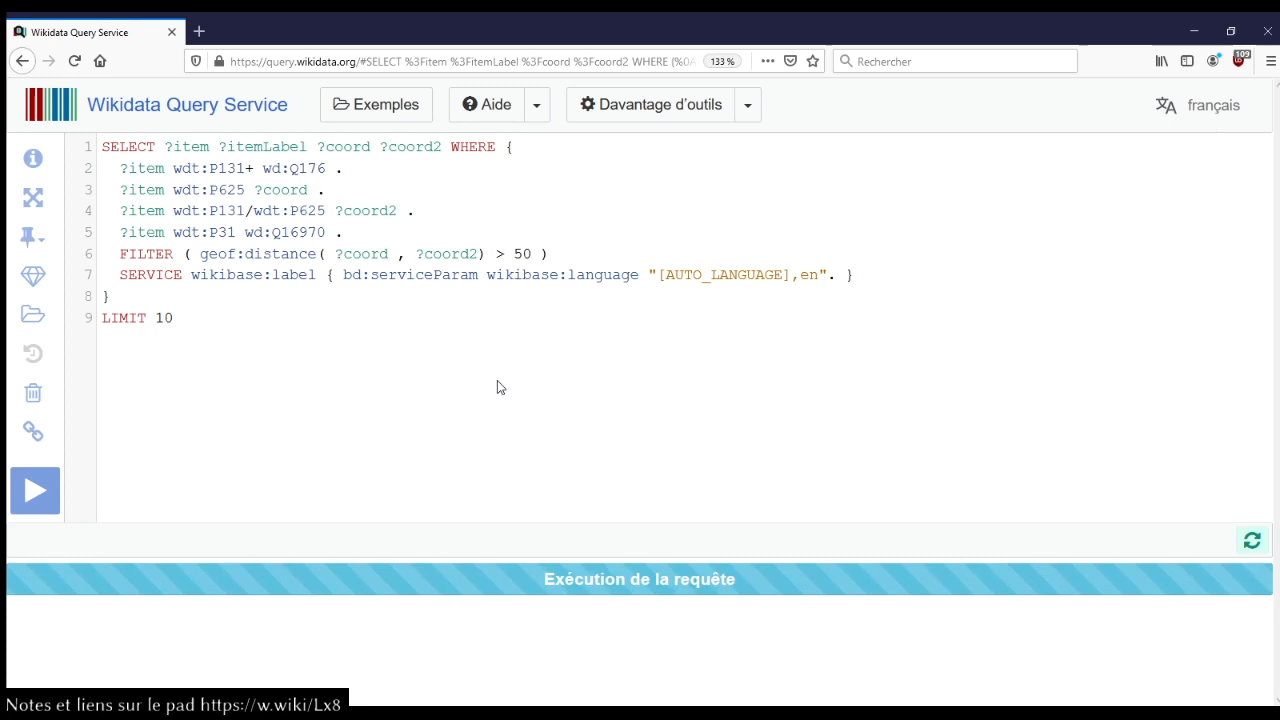 Wikidata Query Service
https://query.wikidata.org/#SELECT %3Fitem %3FitemLabel %3Fcoord %3Fcoord2 WHERE {%0A
133 %
Rechercher
109
Wikidata Query Service
Exemples
Aide
Davantage d'outils
français
1 SELECT ?item ?itemLabel ?coord ?coord2 WHERE {
2 ?item wdt:P131+ wd:Q176 .
3 ?item wdt:P625 ?coord .
4 ?item wdt:P131/wdt:P625 ?coord2 .
5 ?item wdt:P31 wd:Q16970 .
6 FILTER ( geof:distance( ?coord , ?coord2) > 50 )
7 SERVICE wikibase:label { bd:serviceParam wikibase:language "[AUTO_LANGUAGE],en". }
8 }
9 LIMIT 10
Exécution de la requête
Notes et liens sur le pad https://w.wiki/Lx8